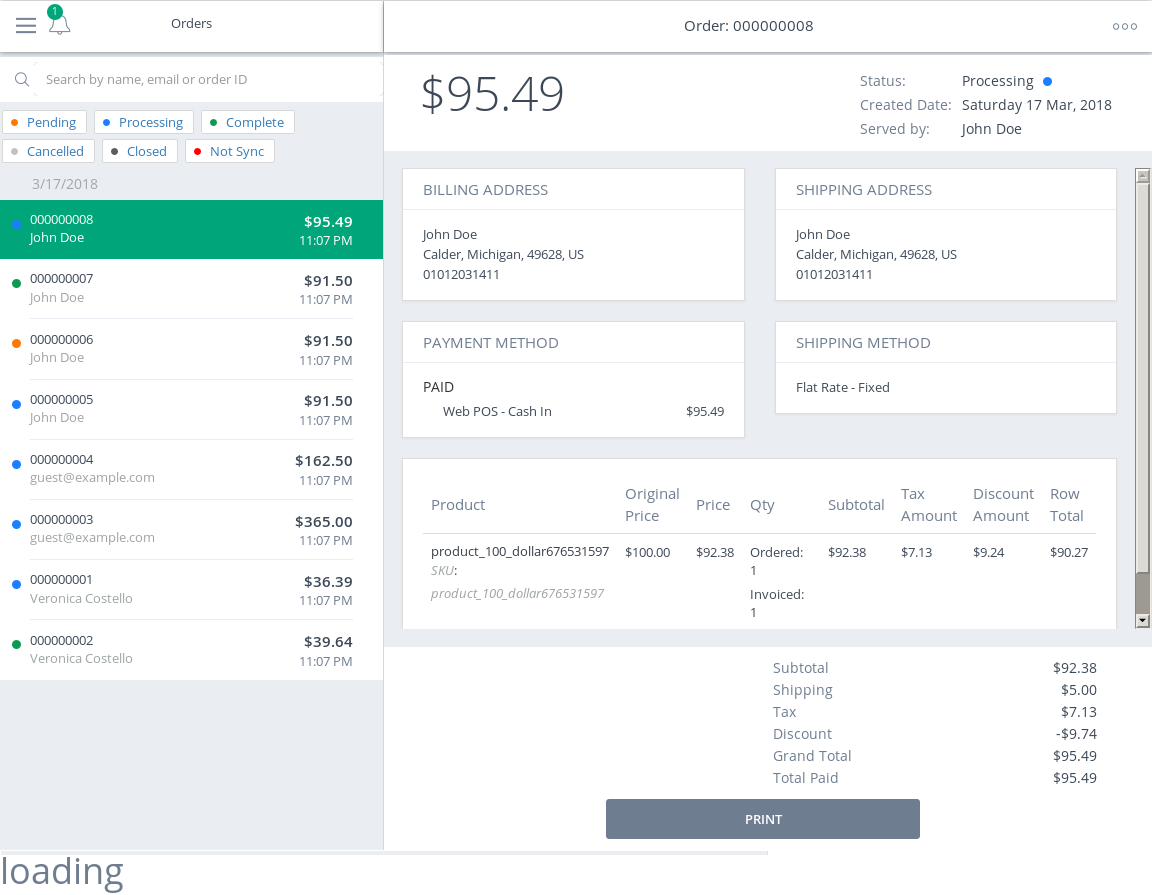 1
Orders
Order: 000000008
Search by name, email or order ID
Pending Processing Complete
Cancelled Closed Not Sync
3/17/2018
000000008 $95.49
John Doe 11:07 PM
000000007 $91.50
John Doe 11:07 PM
000000006 $91.50
John Doe 11:07 PM
000000005 $91.50
John Doe 11:07 PM
000000004 $162.50
guest@example.com 11:07 PM
000000003 $365.00
guest@example.com 11:07 PM
000000001 $36.39
Veronica Costello 11:07 PM
000000002 $39.64
Veronica Costello 11:07 PM
$95.49
Status: Processing
Created Date: Saturday 17 Mar, 2018
Served by: John Doe
BILLING ADDRESS
John Doe
Calder, Michigan, 49628, US
01012031411
SHIPPING ADDRESS
John Doe
Calder, Michigan, 49628, US
01012031411
PAYMENT METHOD
PAID
Web POS - Cash In $95.49
SHIPPING METHOD
Flat Rate - Fixed
Product Original Price Price Qty Subtotal Tax Amount Discount Amount Row Total
product_100_dollar676531597 $100.00 $92.38 Ordered: $92.38 $7.13 $9.24 $90.27
SKU: 1
product_100_dollar676531597 Invoiced:
1
Subtotal $92.38
Shipping $5.00
Tax $7.13
Discount -$9.74
Grand Total $95.49
Total Paid $95.49
PRINT
loading